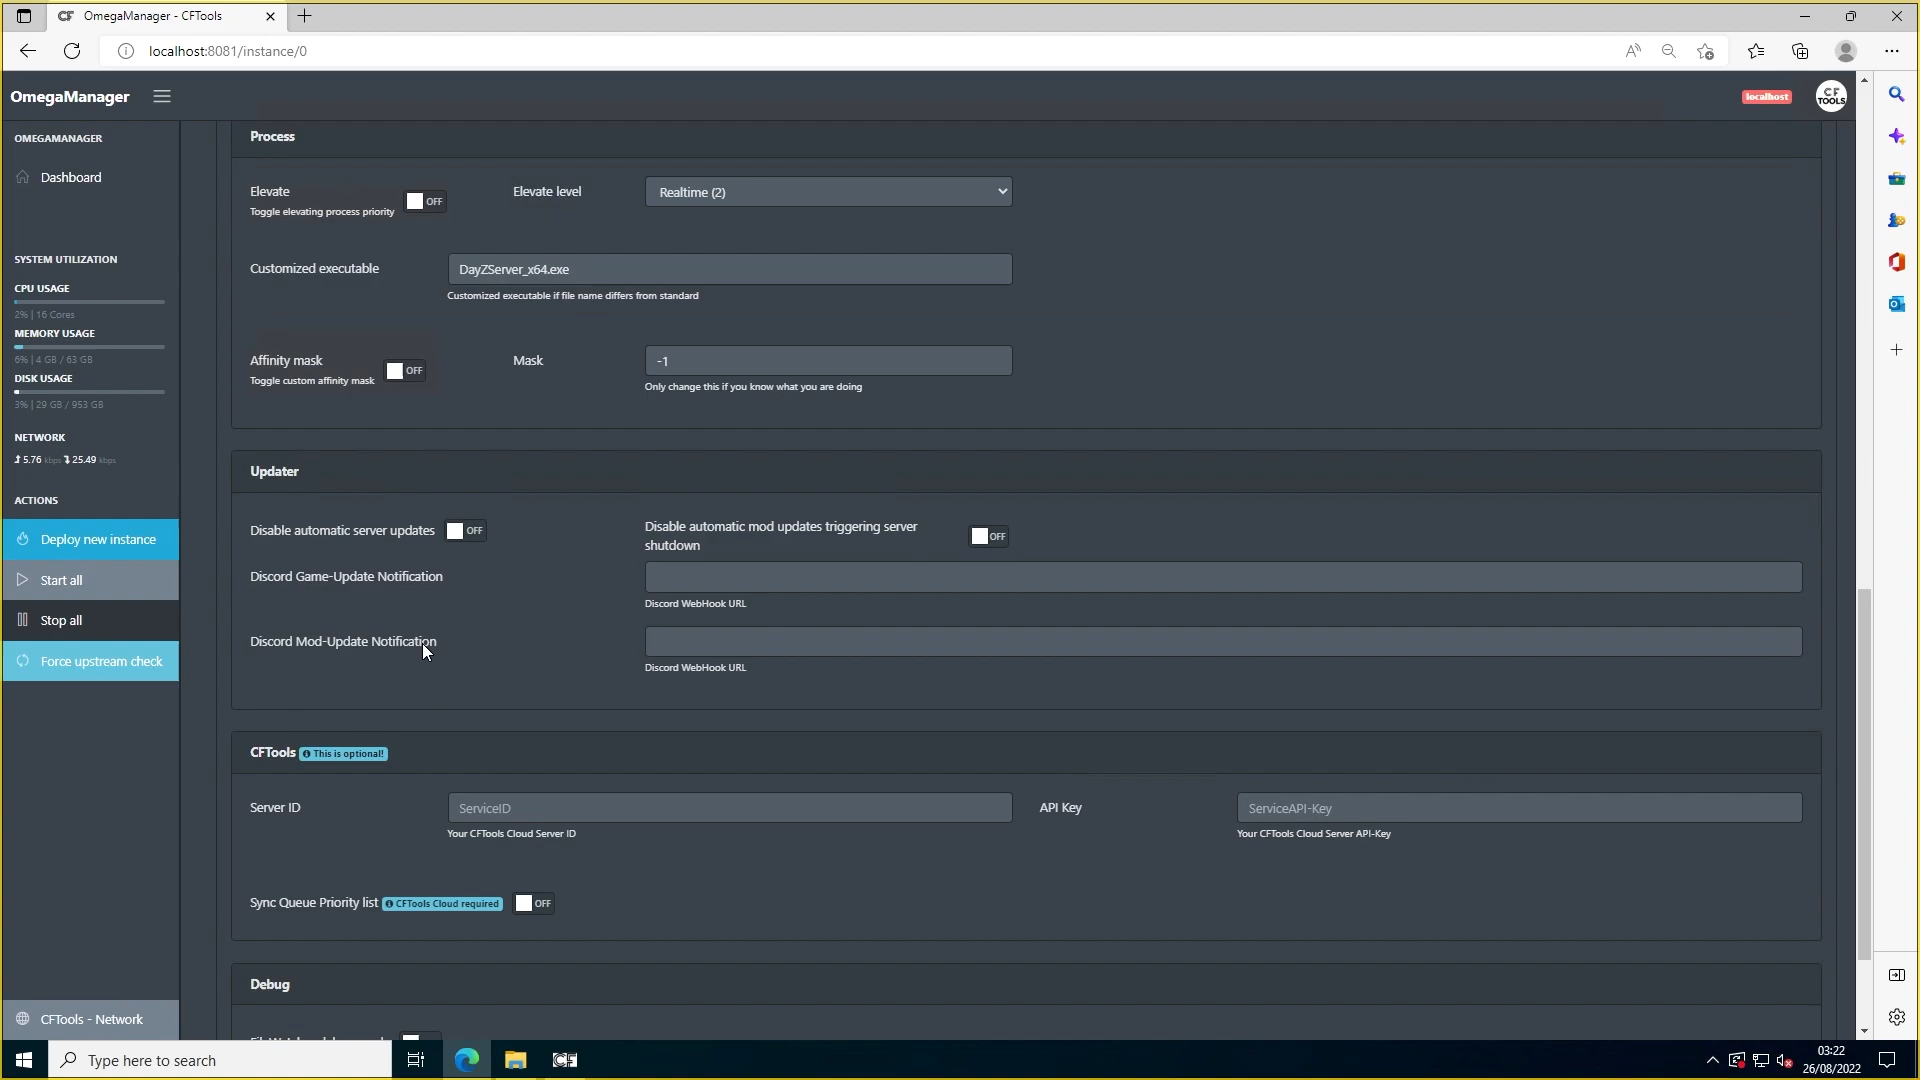 OmegaManager - CFTools
localhost:8081/instance/0
OmegaManager
localhost
CF TOOLS
OMEGAMANAGER
Dashboard
SYSTEM UTILIZATION
CPU USAGE
2% | 16 Cores
MEMORY USAGE
6% | 4 GB / 63 GB
DISK USAGE
3% | 29 GB / 953 GB
NETWORK
5.76 kbps 25.49 kbps
ACTIONS
Deploy new instance
Start all
Stop all
Force upstream check
CFTools - Network
Process
Elevate
Toggle elevating process priority
OFF
Elevate level
Realtime (2)
Customized executable
DayZServer_x64.exe
Customized executable if file name differs from standard
Affinity mask
Toggle custom affinity mask
OFF
Mask
-1
Only change this if you know what you are doing
Updater
Disable automatic server updates
OFF
Disable automatic mod updates triggering server
shutdown
OFF
Discord Game-Update Notification
Discord WebHook URL
Discord Mod-Update Notification
Discord WebHook URL
CFTools This is optional!
Server ID
ServiceID
Your CFTools Cloud Server ID
API Key
ServiceAPI-Key
Your CFTools Cloud Server API-Key
Sync Queue Priority list CFTools Cloud required
OFF
Debug
Type here to search
CF
03:22
26/08/2022